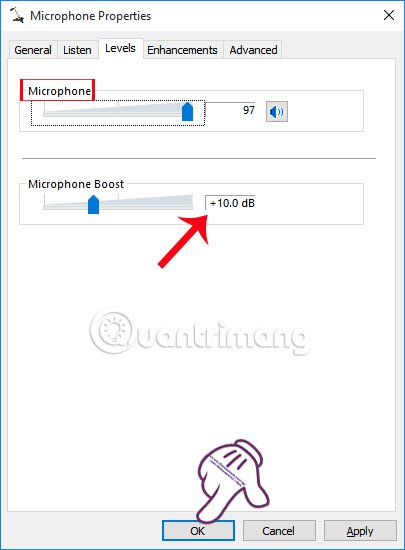 Microphone Properties
General Listen Levels Enhancements Advanced
Microphone
97
Microphone Boost
+10.0 dB
Quantrimang
OK Cancel Apply